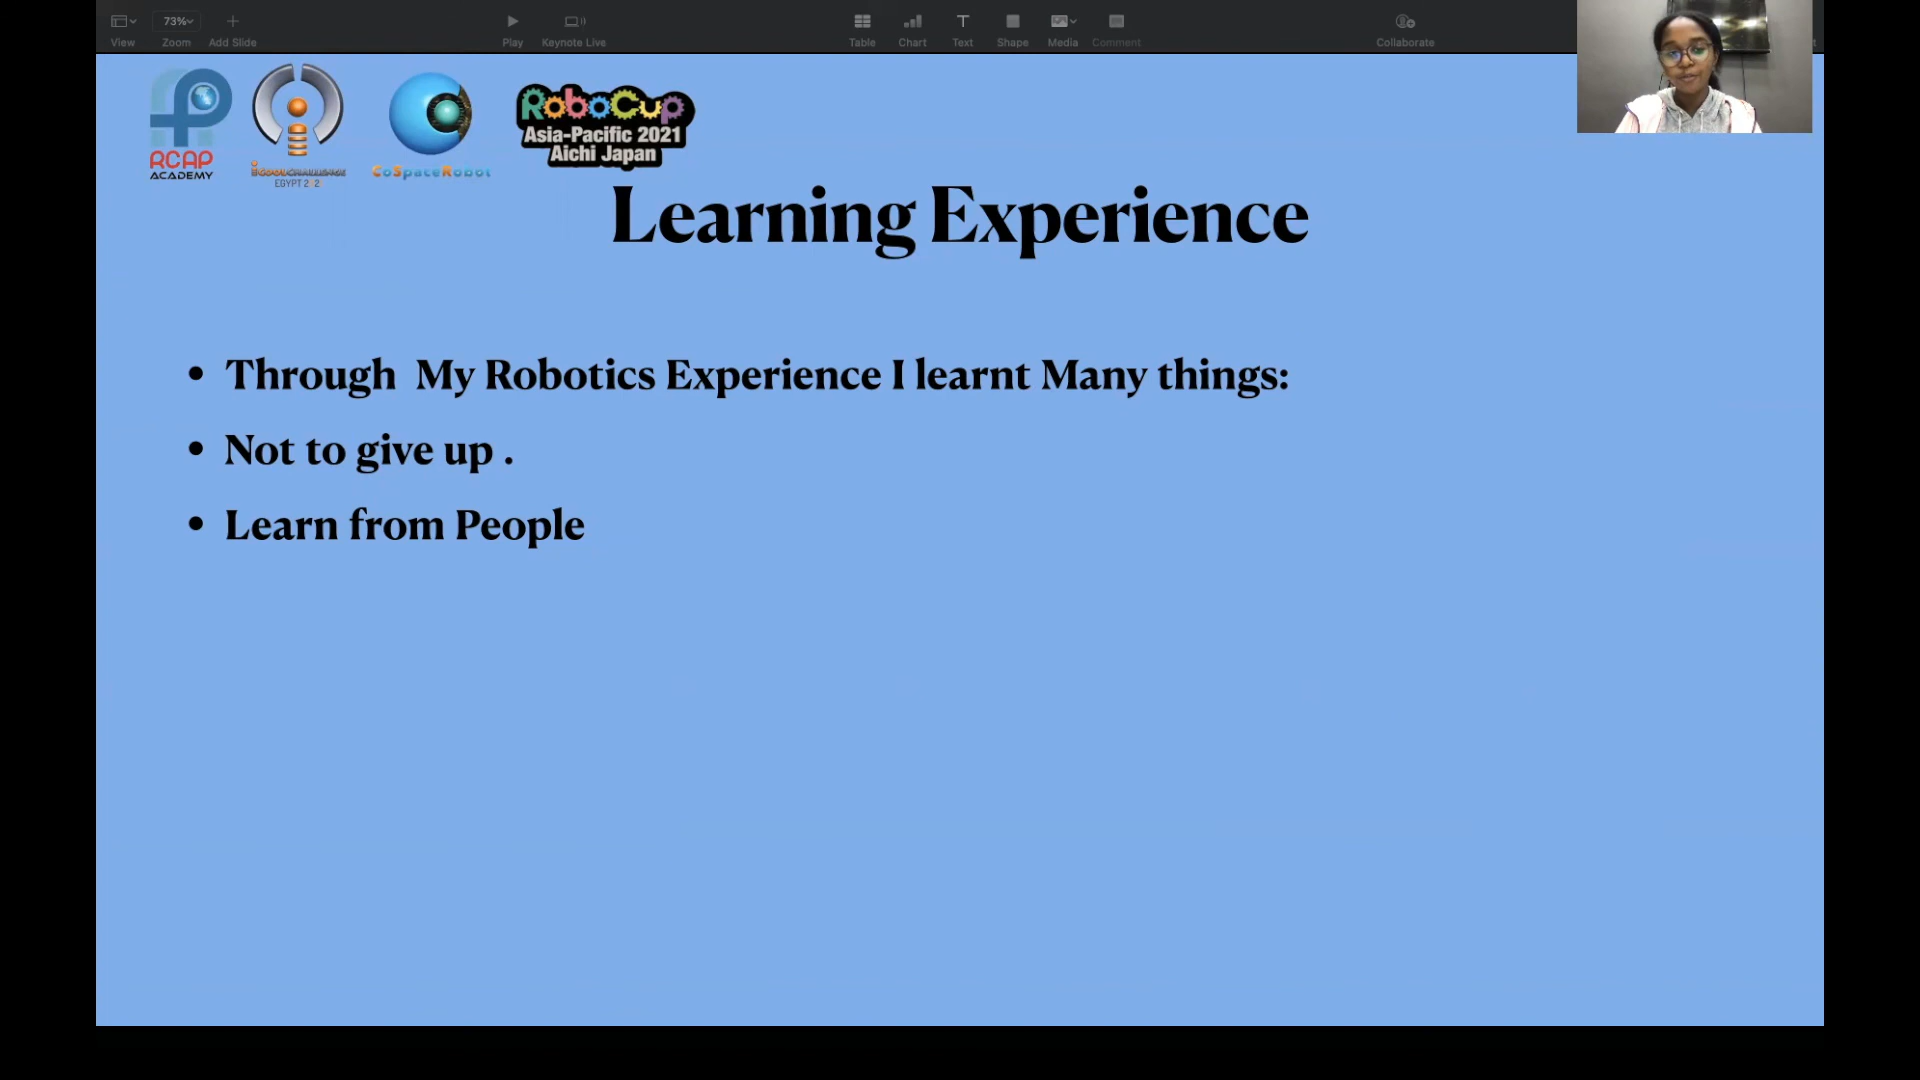 View
73%
Zoom
Add Slide
Play
Keynote Live
Table
Chart
Text
Shape
Media
Comment
Collaborate
RCAP
ACADEMY
EGYPT
CoSpaceRobot
RoboCup
Asia-Pacific 2021
Aichi Japan
Learning Experience
• Through My Robotics Experience I learnt Many things:
• Not to give up .
• Learn from People